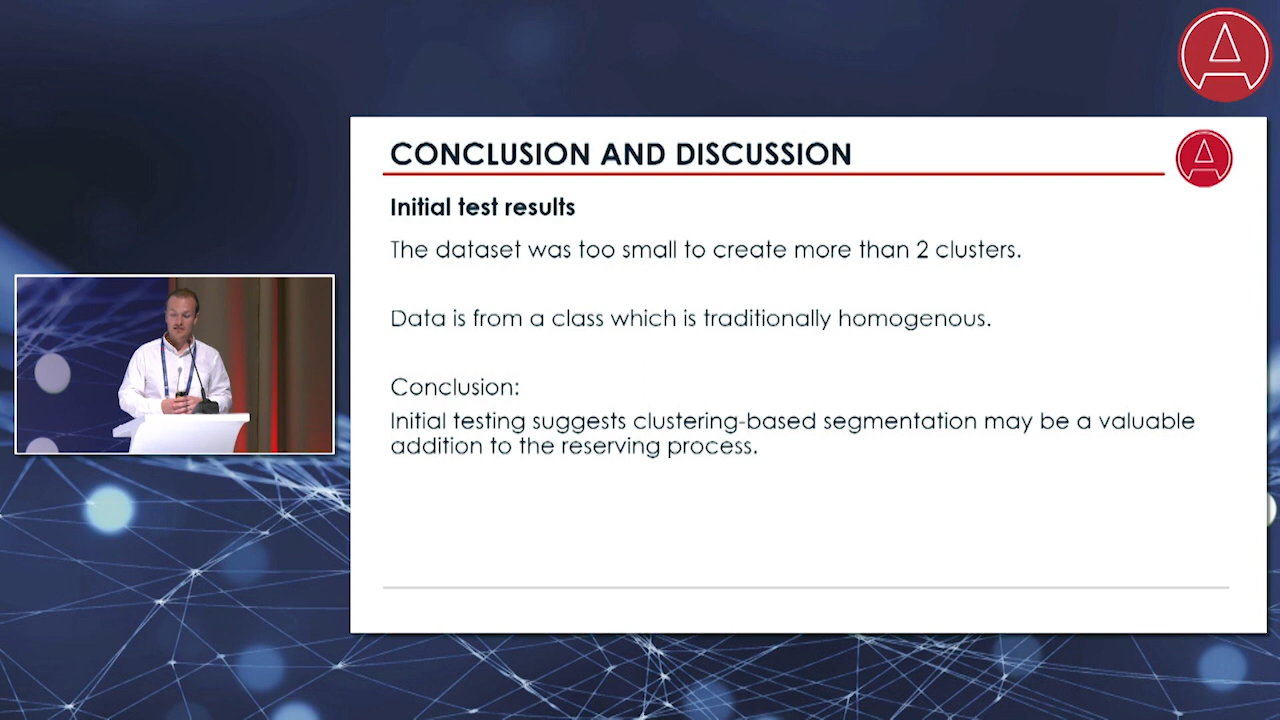 CONCLUSION AND DISCUSSION
Initial test results
The dataset was too small to create more than 2 clusters.
Data is from a class which is traditionally homogenous.
Conclusion:
Initial testing suggests clustering-based segmentation may be a valuable
addition to the reserving process.